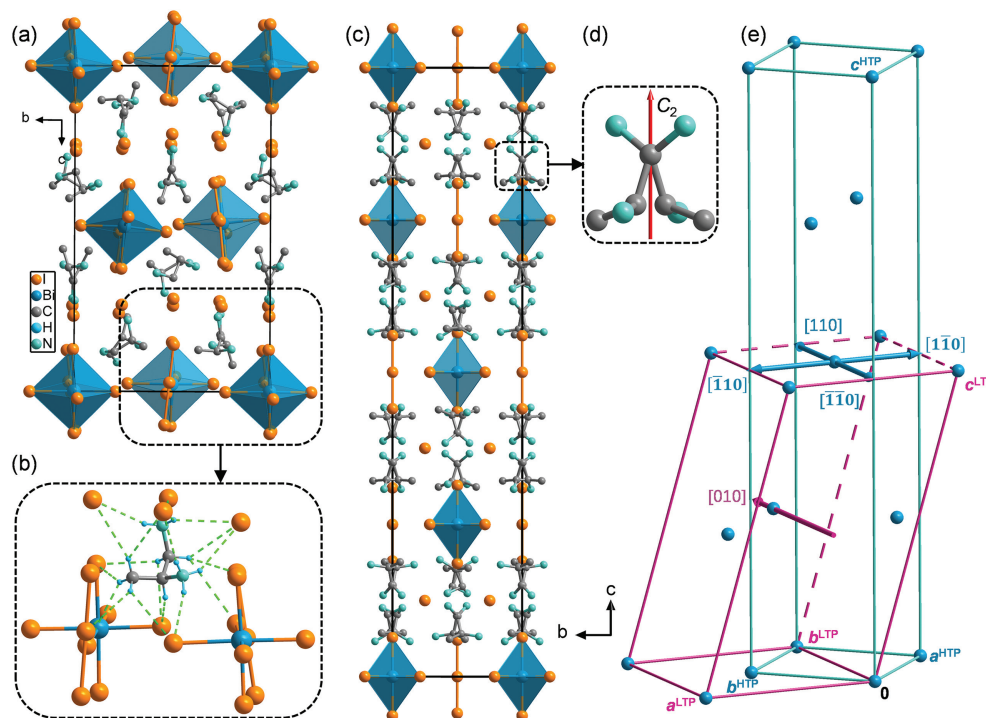 (a)
b
c
I
Bi
C
H
N
(b)
(c)
c
b
(d)
C₂
(e)
cᴴᵀᴾ
[110]
[11̅0]
[1̅10]
[1̅1̅0]
cᴸᵀ
[010]
bᴸᵀᴾ
aᴴᵀᴾ
bᴴᵀᴾ
0
aᴸᵀᴾ